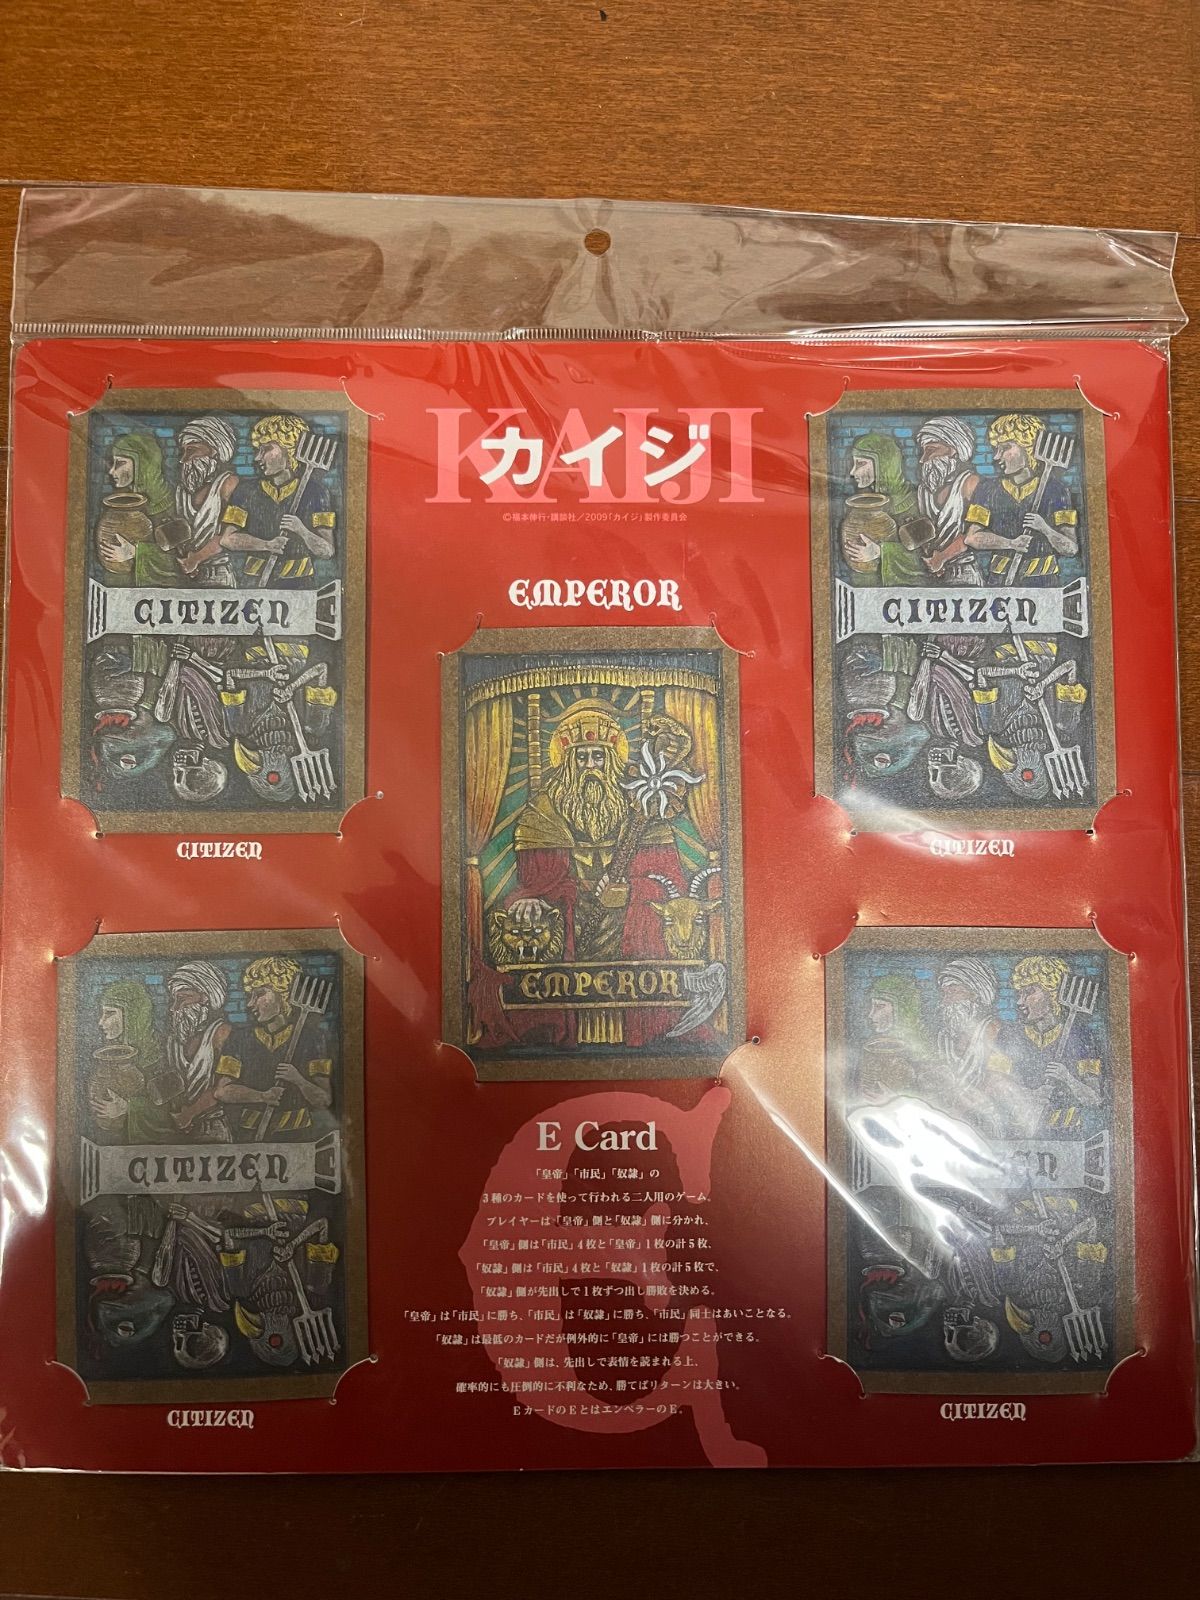 KAIJI
カイジ
©福本伸行・講談社／2009「カイジ」製作委員会
EMPEROR
CITIZEN
CITIZEN
CITIZEN
CITIZEN
EMPEROR
CITIZEN
CITIZEN
E Card
「皇帝」「市民」「奴隷」の
3種のカードを使って行われる二人用のゲーム。
プレイヤーは「皇帝」側と「奴隷」側に分かれ、
「皇帝」側は「市民」4枚と「皇帝」1枚の計5枚、
「奴隷」側は「市民」4枚と「奴隷」1枚の計5枚で、
「奴隷」側が先出しで1枚ずつ出し勝敗を決める。
「皇帝」は「市民」に勝ち、「市民」は「奴隷」に勝ち、「市民」同士はあいことなる。
「奴隷」は最低のカードだが例外的に「皇帝」には勝つことができる。
「奴隷」側は、先出しで表情を読まれる上、
確率的にも圧倒的に不利なため、勝てばリターンは大きい。
EカードのEとはエンペラーのE。
CITIZEN
CITIZEN